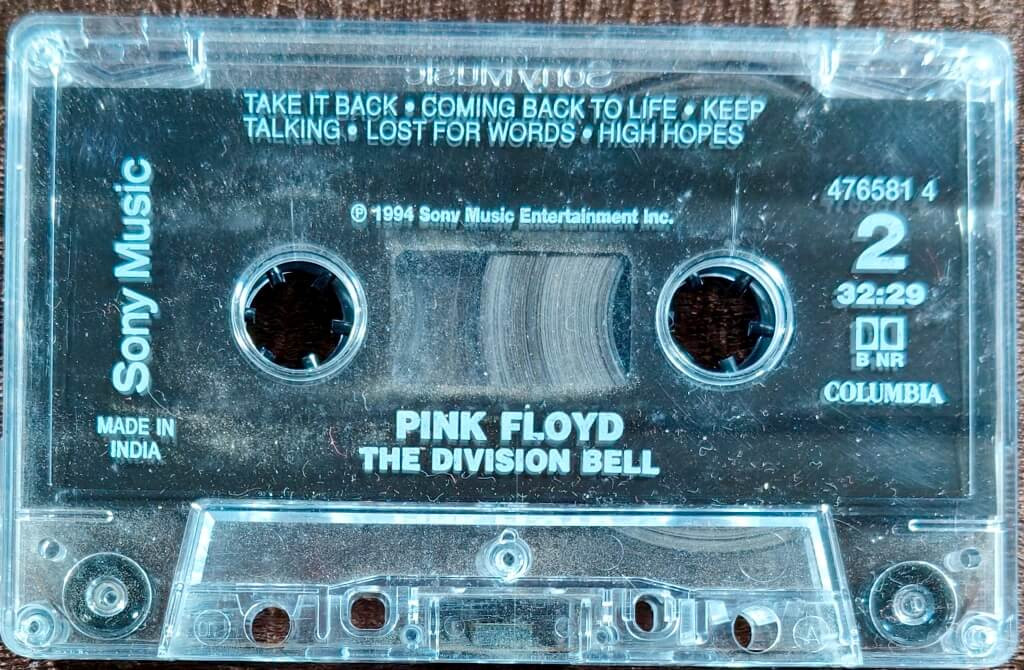 TAKE IT BACK • COMING BACK TO LIFE • KEEP
TALKING • LOST FOR WORDS • HIGH HOPES
℗ 1994 Sony Music Entertainment Inc.
Sony Music
MADE IN
INDIA
476581 4
2
32:29
B NR
COLUMBIA
PINK FLOYD
THE DIVISION BELL